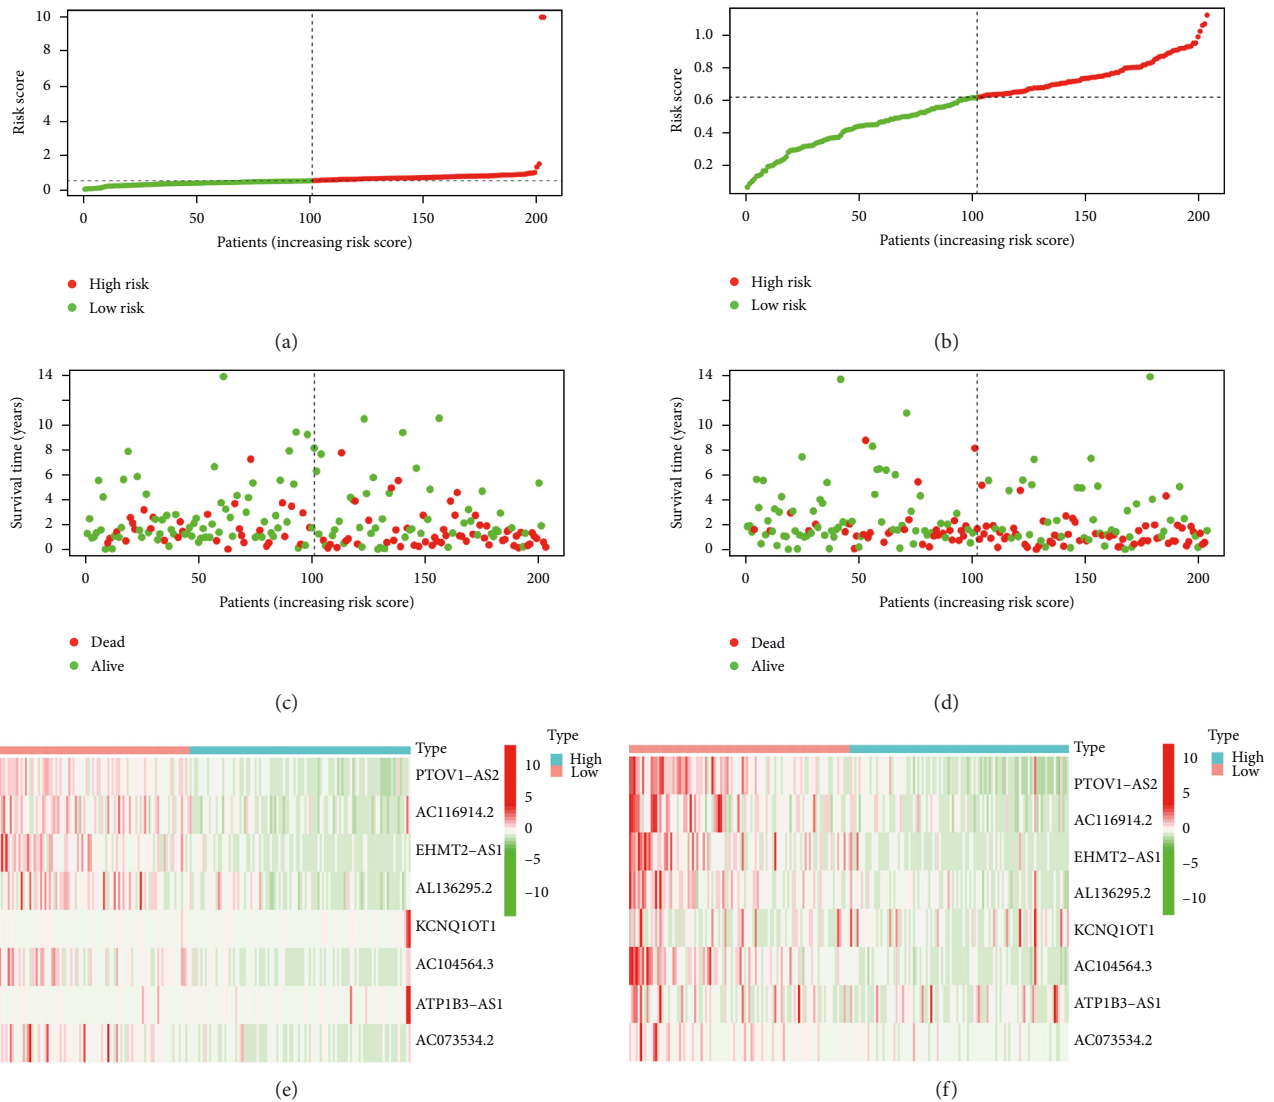 10
8
6
4
2
0
Risk score
0 50 100 150 200
Patients (increasing risk score)
High risk
Low risk
(a)
1.0
0.8
0.6
0.4
0.2
Risk score
0 50 100 150 200
Patients (increasing risk score)
High risk
Low risk
(b)
14
10
8
6
4
2
0
Survival time (years)
0 50 100 150 200
Patients (increasing risk score)
Dead
Alive
(c)
14
10
8
6
4
2
0
Survival time (years)
0 50 100 150 200
Patients (increasing risk score)
Dead
Alive
(d)
Type
PTOV1−AS2
AC116914.2
EHMT2−AS1
AL136295.2
KCNQ1OT1
AC104564.3
ATP1B3−AS1
AC073534.2
10
5
0
−5
−10
Type
High
Low
(e)
Type
PTOV1−AS2
AC116914.2
EHMT2−AS1
AL136295.2
KCNQ1OT1
AC104564.3
ATP1B3−AS1
AC073534.2
10
5
0
−5
−10
Type
High
Low
(f)